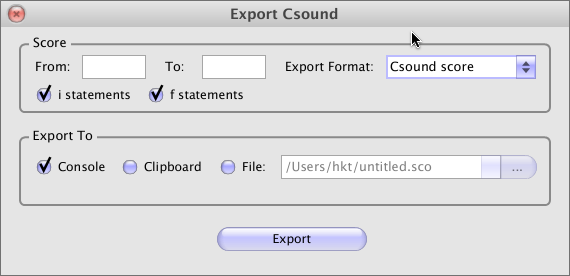 Export Csound
Score
From: To: Export Format: Csound score
i statements f statements
Export To
Console Clipboard File: /Users/hkt/untitled.sco ...
Export